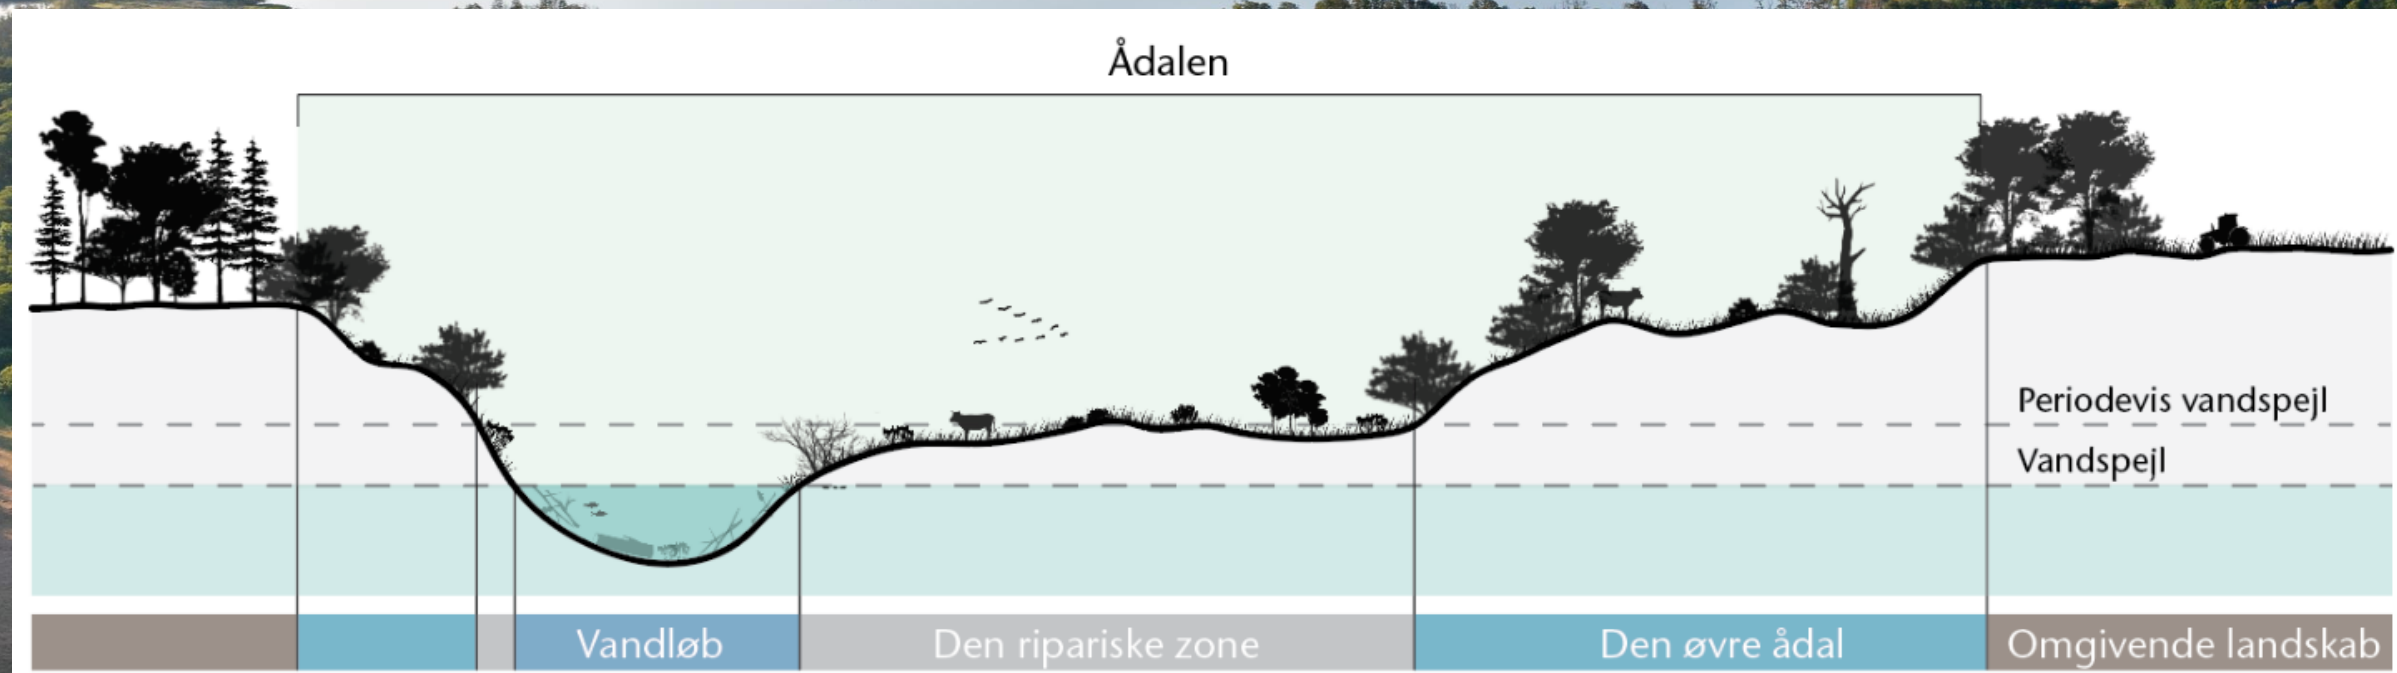 Ådalen
Periodevis vandspejl
Vandspejl
Vandløb
Den ripariske zone
Den øvre ådal
Omgivende landskab